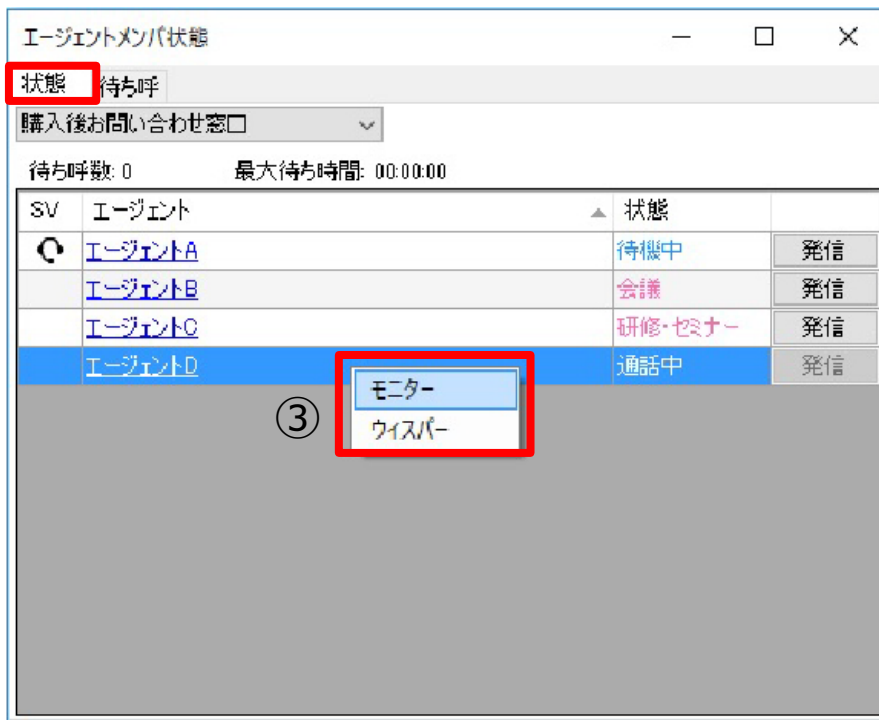 エージェントメンバ状態
状態 待ち呼
購入後お問い合わせ窓口
待ち呼数: 0 最大待ち時間: 00:00:00
SV エージェント 状態
エージェントA 待機中 発信
エージェントB 会議 発信
エージェントC 研修・セミナー 発信
エージェントD 通話中 発信
モニター
③
ウィスパー